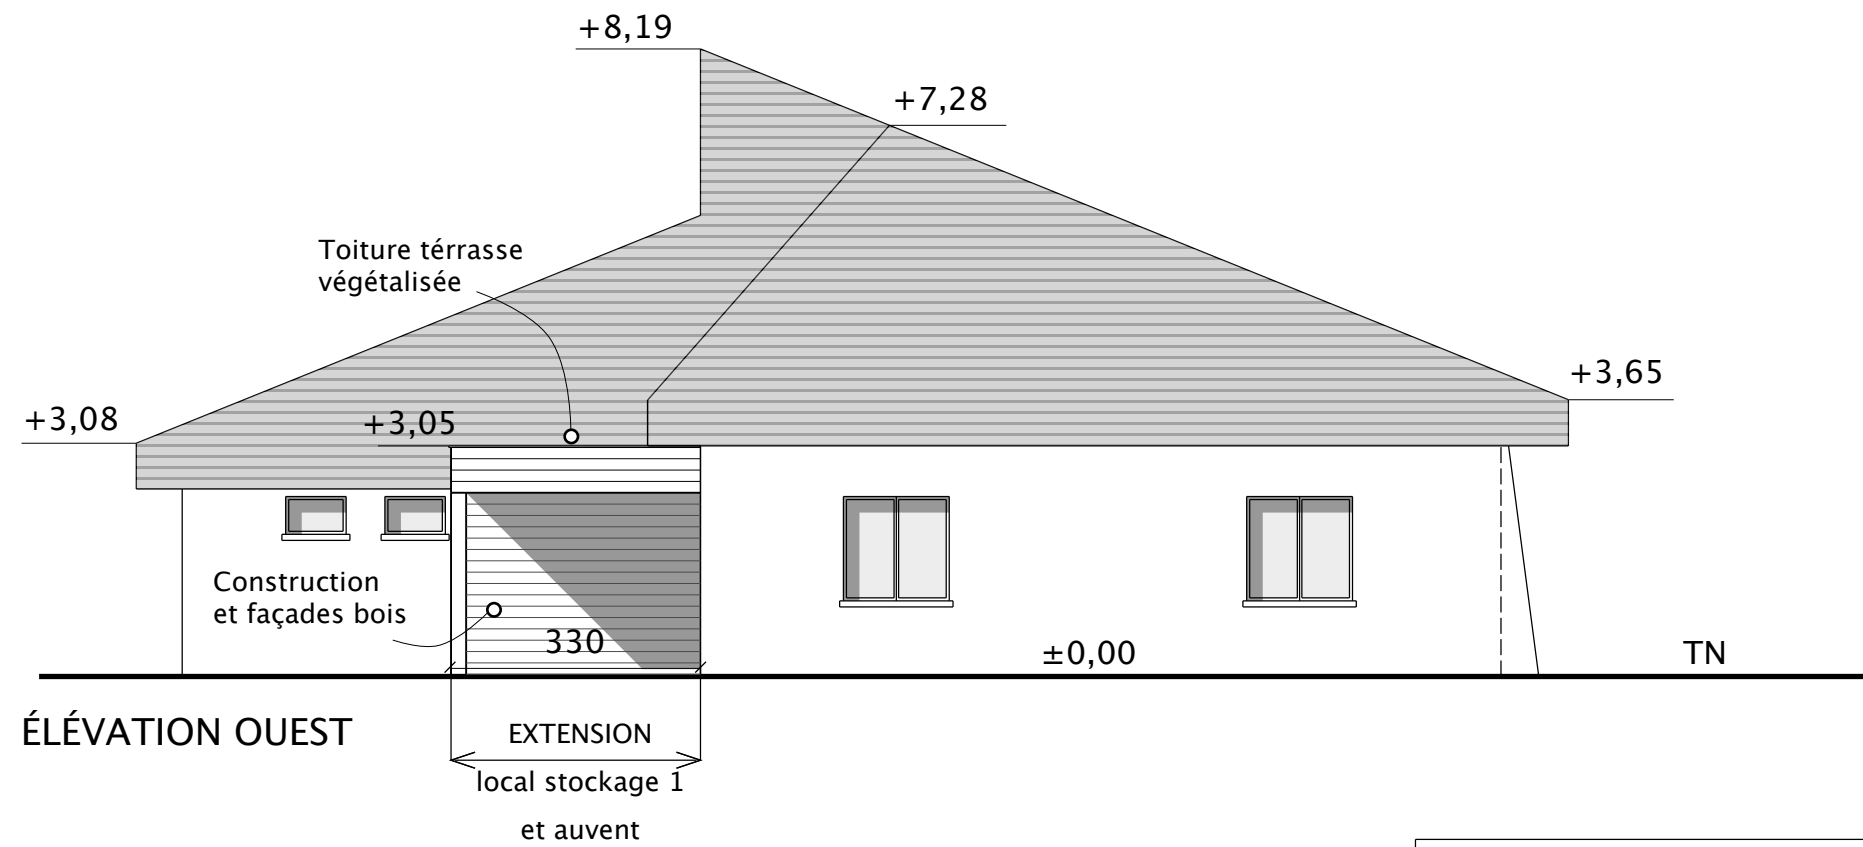 +8,19
+7,28
Toiture térrasse
végétalisée
+3,65
+3,08
+3,05
Construction
et façades bois
330
±0,00
TN
ÉLÉVATION OUEST
EXTENSION
local stockage 1
et auvent